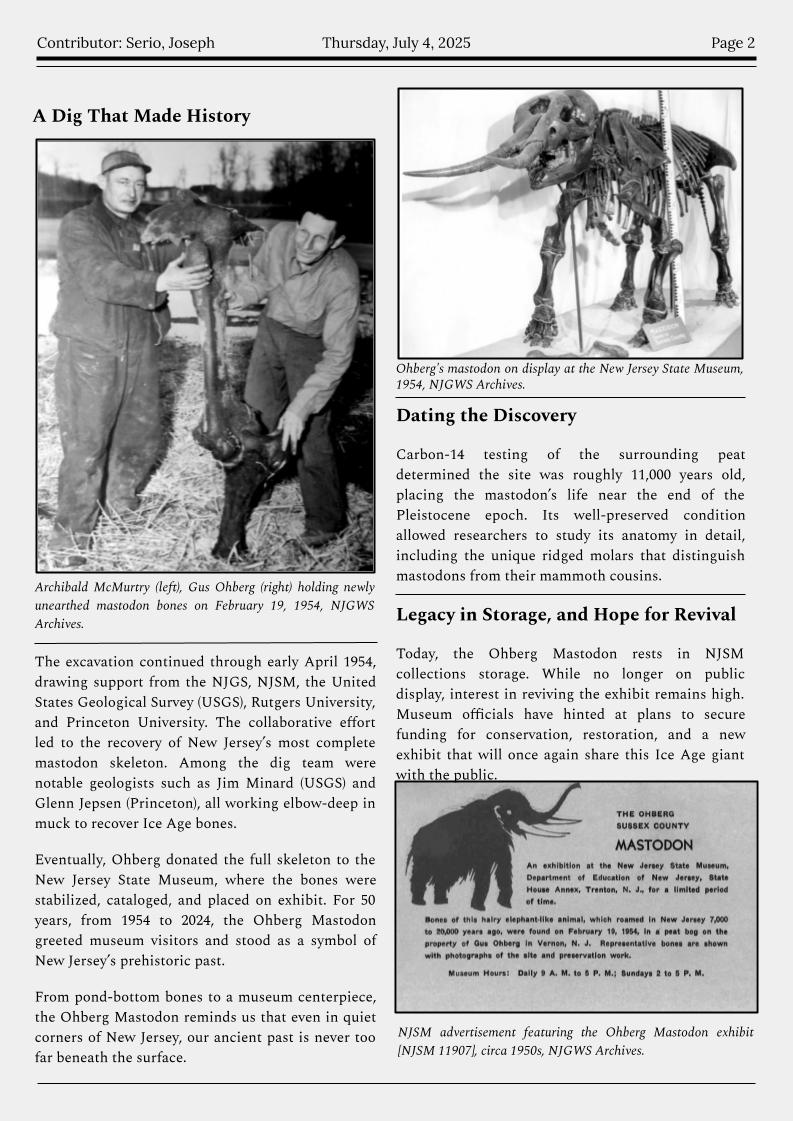 Contributor: Serio, Joseph
Thursday, July 4, 2025
Page 2
A Dig That Made History
Archibald McMurtry (left), Gus Ohberg (right) holding newly
unearthed mastodon bones on February 19, 1954, NJGWS
Archives.
The excavation continued through early April 1954,
drawing support from the NJGS, NJSM, the United
States Geological Survey (USGS), Rutgers University,
and Princeton University. The collaborative effort
led to the recovery of New Jersey's most complete
mastodon skeleton. Among the dig team were
notable geologists such as Jim Minard (USGS) and
Glenn Jepsen (Princeton), all working elbow-deep in
muck to recover Ice Age bones.
Eventually, Ohberg donated the full skeleton to the
New Jersey State Museum, where the bones were
stabilized, cataloged, and placed on exhibit. For 50
years, from 1954 to 2024, the Ohberg Mastodon
greeted museum visitors and stood as a symbol of
New Jersey's prehistoric past.
From pond-bottom bones to a museum centerpiece,
the Ohberg Mastodon reminds us that even in quiet
corners of New Jersey, our ancient past is never too
far beneath the surface.
MASTODON
Ohberg's mastodon on display at the New Jersey State Museum,
1954, NJGWS Archives.
Dating the Discovery
Carbon-14 testing of the surrounding peat
determined the site was roughly 11,000 years old,
placing the mastodon's life near the end of the
Pleistocene epoch. Its well-preserved condition
allowed researchers to study its anatomy in detail,
including the unique ridged molars that distinguish
mastodons from their mammoth cousins.
Legacy in Storage, and Hope for Revival
Today, the Ohberg Mastodon rests in NJSM
collections storage. While no longer on public
display, interest in reviving the exhibit remains high.
Museum officials have hinted at plans to secure
funding for conservation, restoration, and a new
exhibit that will once again share this Ice Age giant
with the public.
THE OHBERG
SUSSEX COUNTY
MASTODON
An exhibition at the New Jersey State Museum,
Department of Education of New Jersey, State
House Annex, Trenton, N. J., for a limited period
of time.
Bones of this hairy elephant-like animal, which roamed in New Jersey 7,000
to 20,000 years ago, were found on February 19, 1954, in a peat bog on the
property of Gus Ohberg in Vernon, N. J. Representative bones are shown
with photographs of the site and preservation work.
Museum Hours: Daily 9 A. M. to 5 P. M.; Sundays 2 to 5 P. M.
NJSM advertisement featuring the Ohberg Mastodon exhibit
[NJSM 11907], circa 1950s, NJGWS Archives.